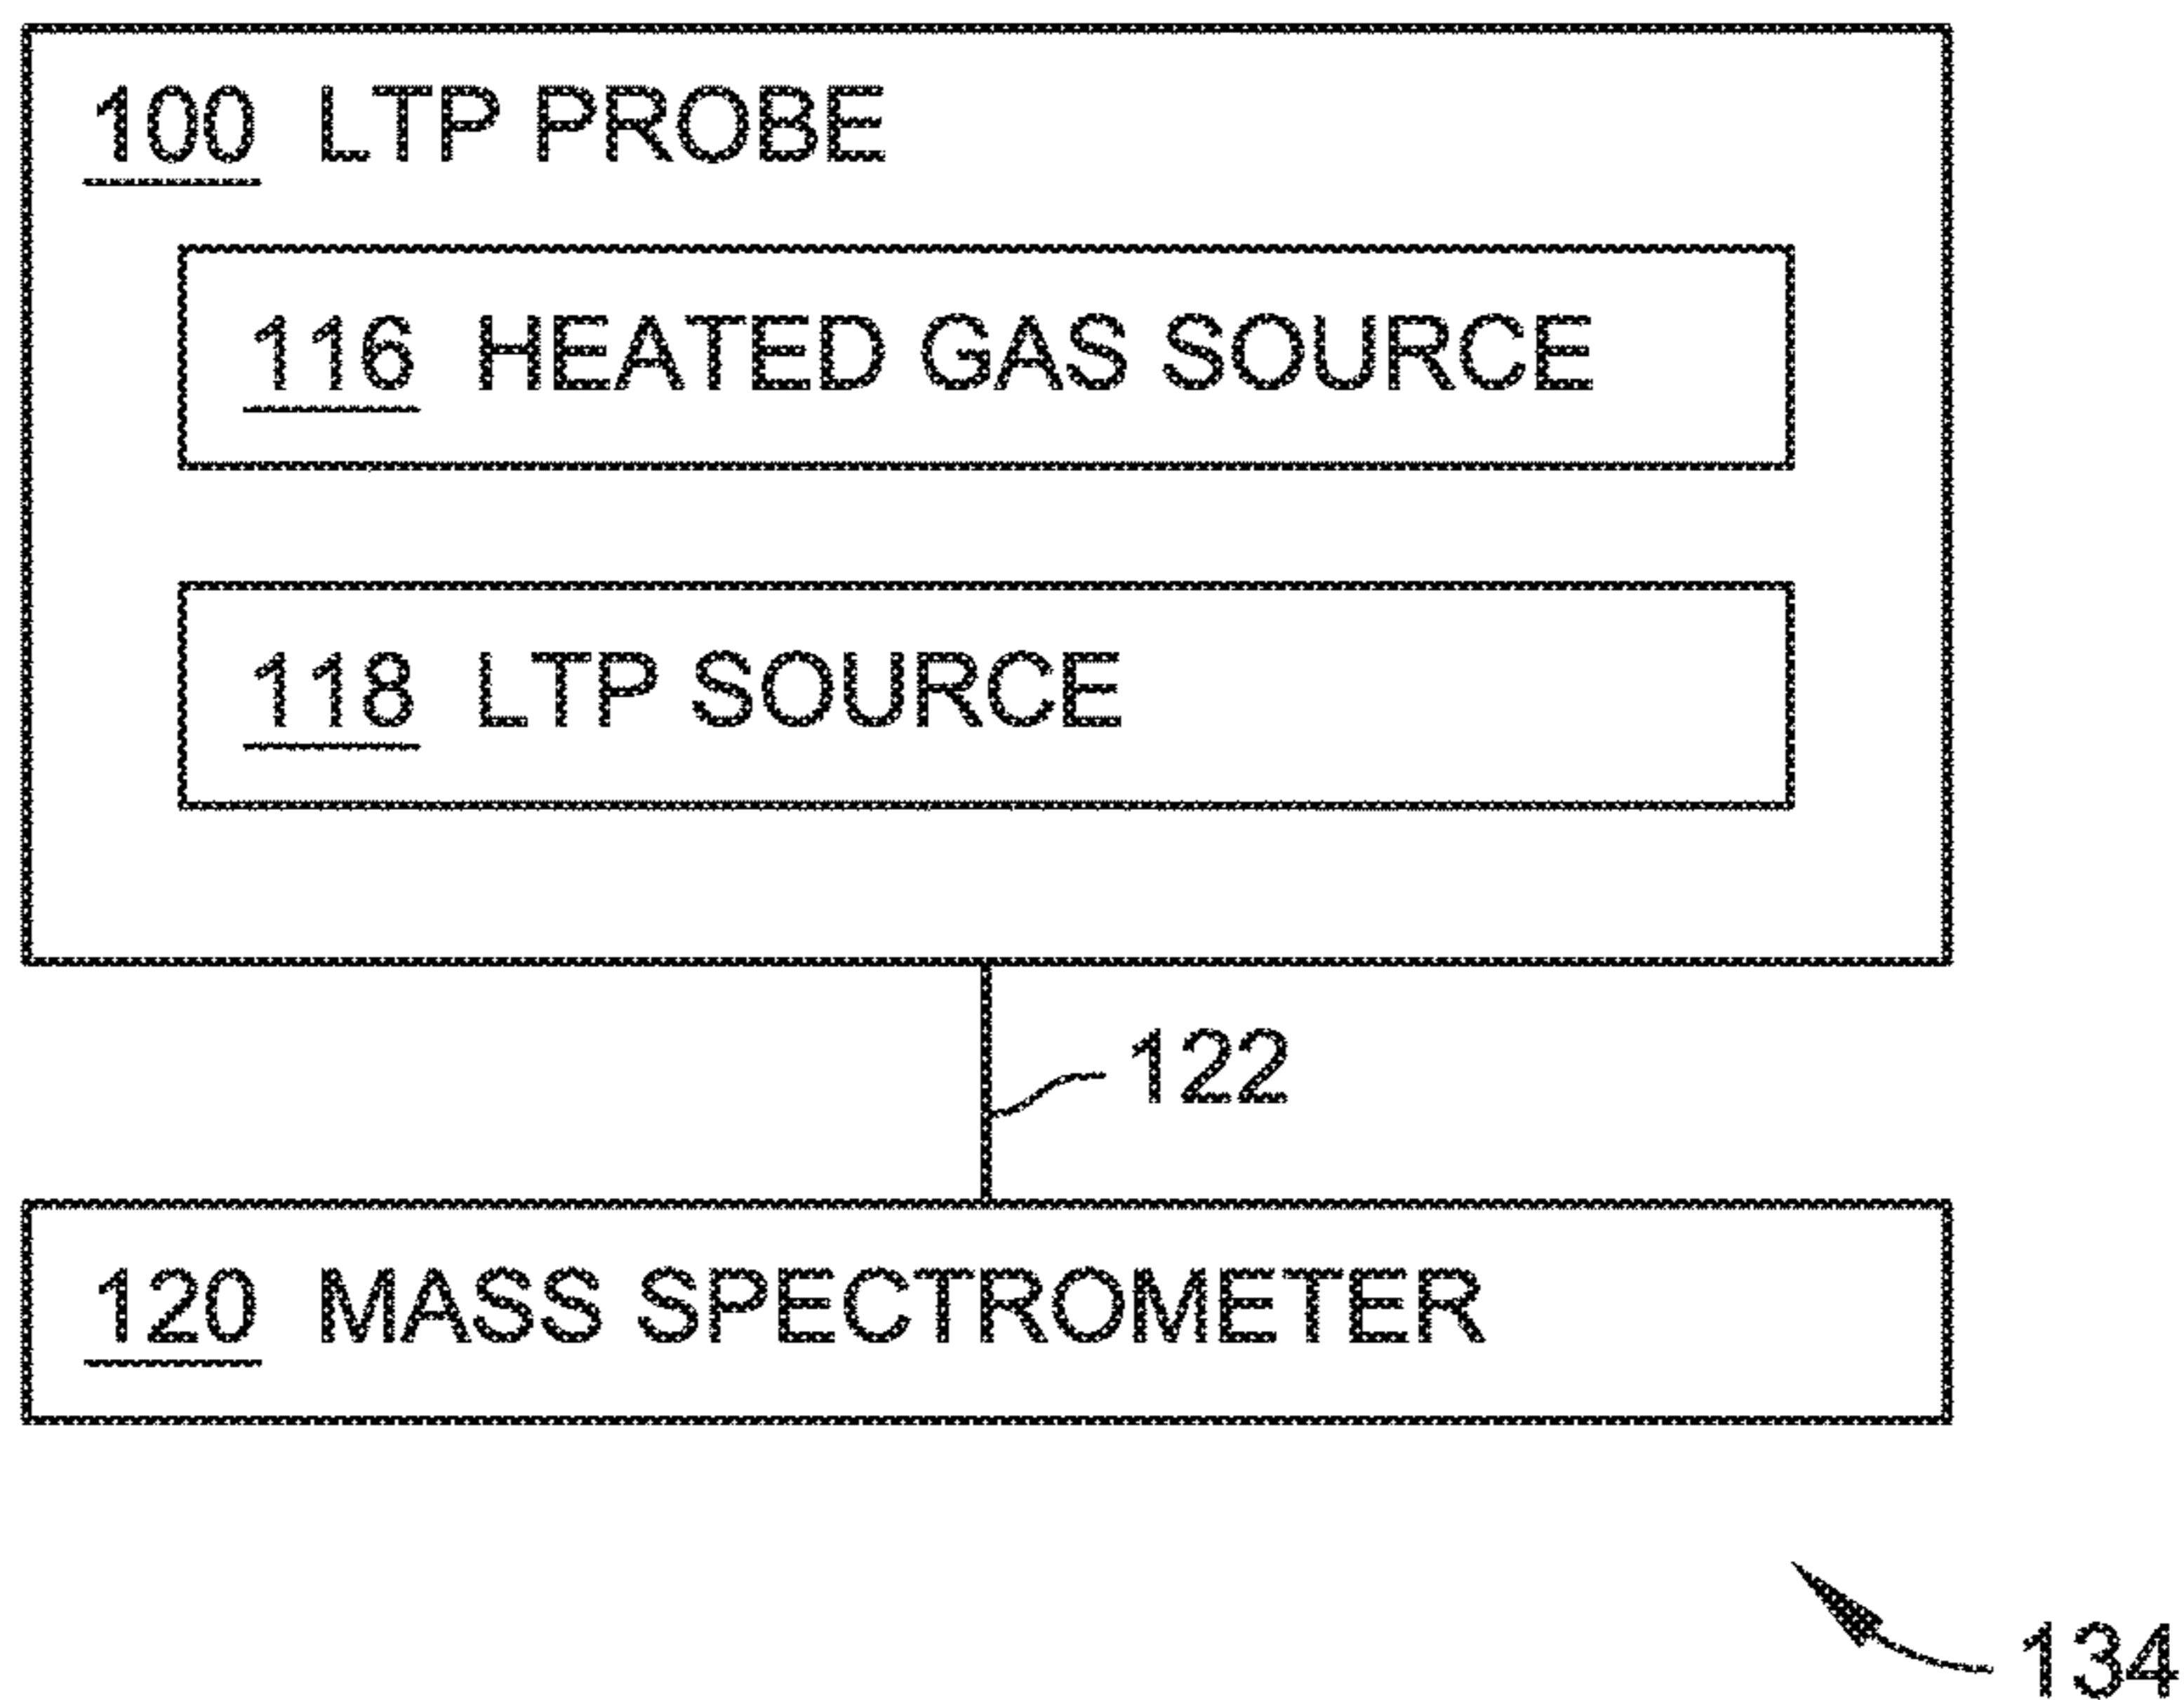 100 LTP PROBE
116 HEATED GAS SOURCE
118 LTP SOURCE
122
120 MASS SPECTROMETER
134